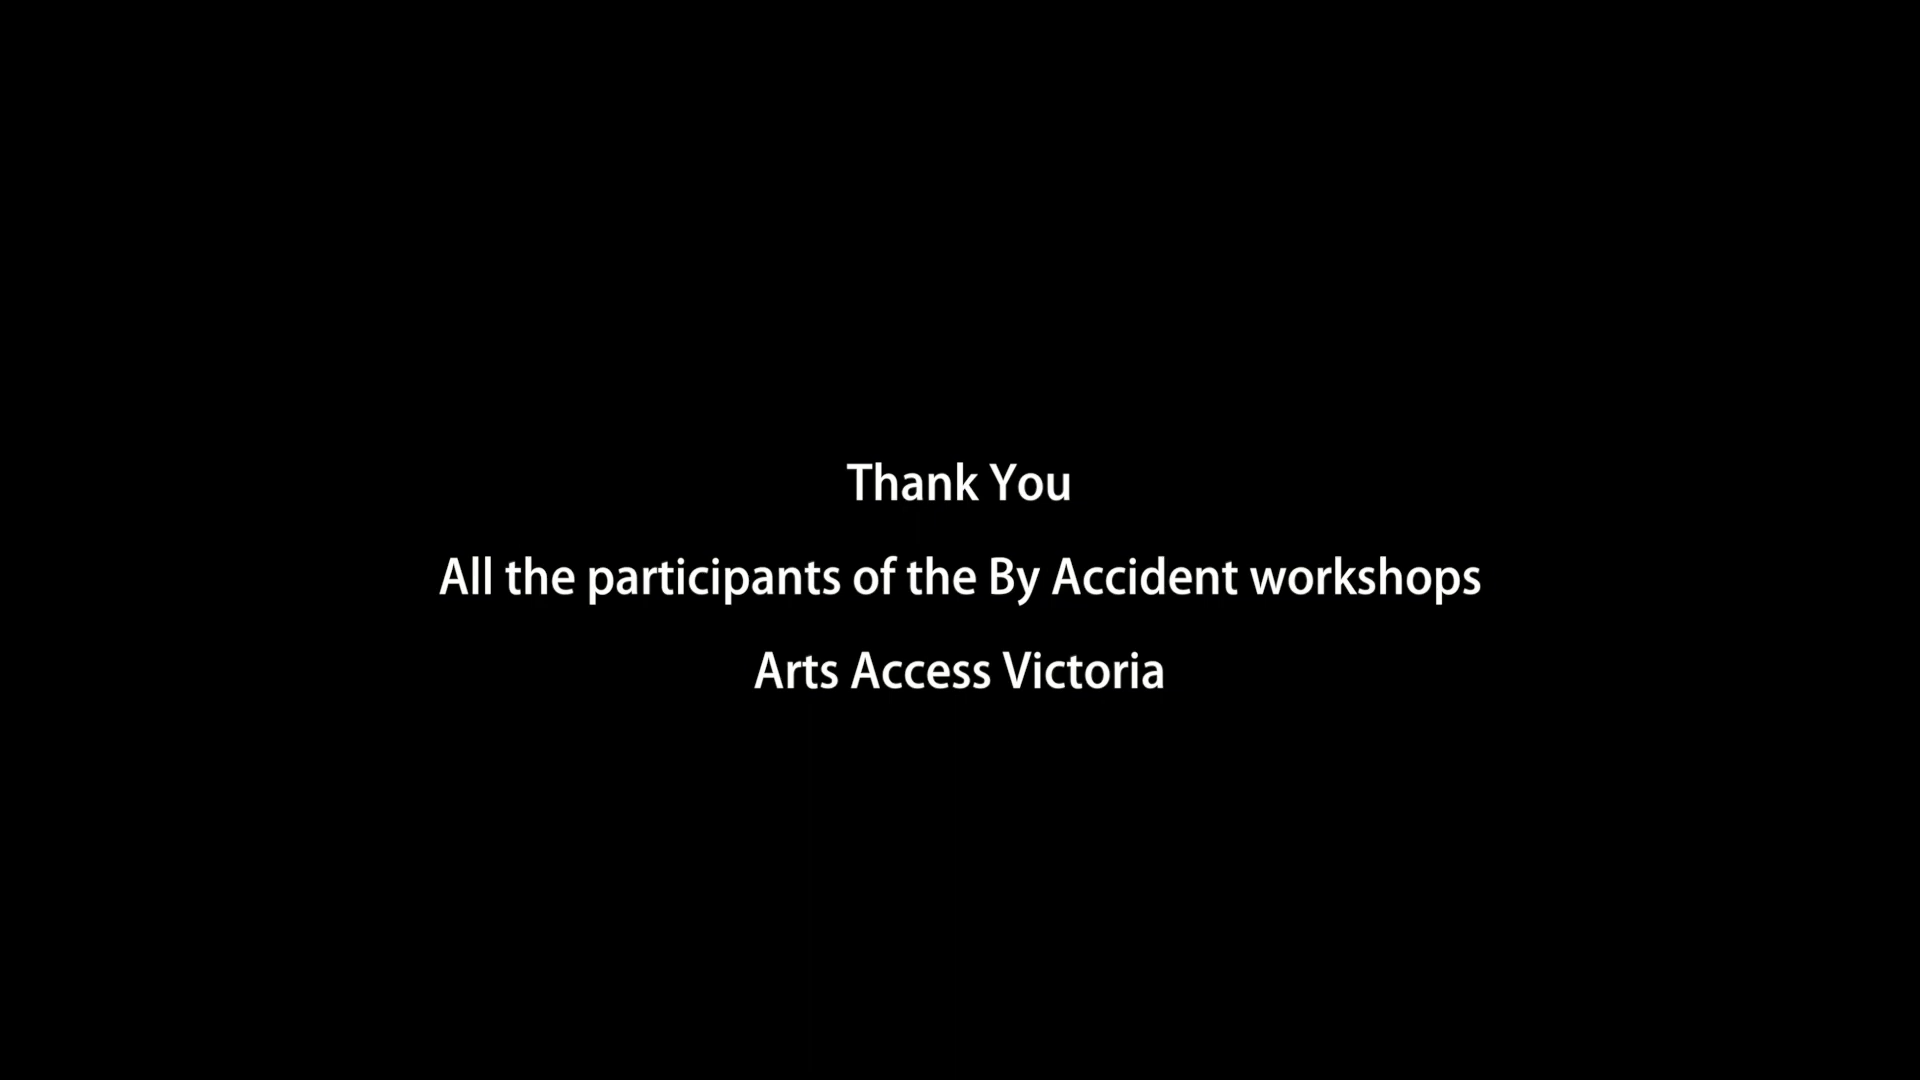 Thank You
All the participants of the By Accident workshops
Arts Access Victoria